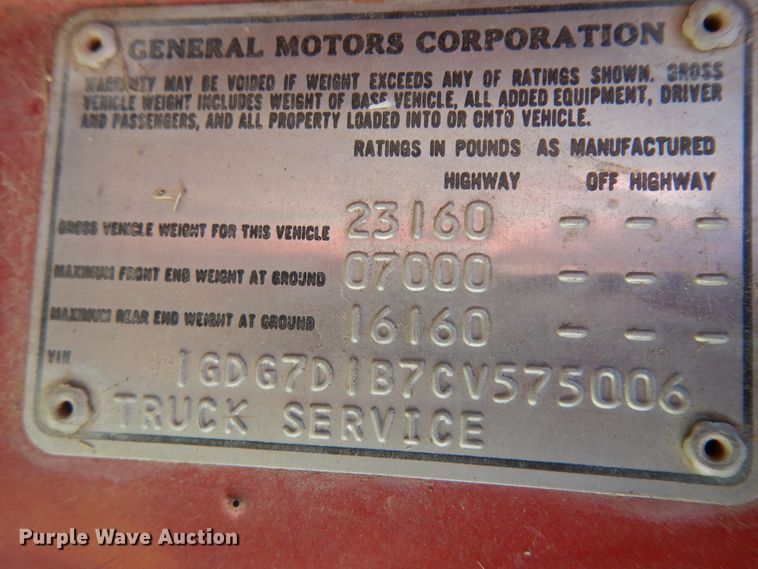 GENERAL MOTORS CORPORATION
WARRANTY MAY BE VOIDED IF WEIGHT EXCEEDS ANY OF RATINGS SHOWN. GROSS
VEHICLE WEIGHT INCLUDES WEIGHT OF BASE VEHICLE, ALL ADDED EQUIPMENT, DRIVER
AND PASSENGERS, AND ALL PROPERTY LOADED INTO OR ONTO VEHICLE.
RATINGS IN POUNDS AS MANUFACTURED
HIGHWAY OFF HIGHWAY
GROSS VEHICLE WEIGHT FOR THIS VEHICLE 23160 - - -
MAXIMUM FRONT END WEIGHT AT GROUND 07000 - - -
MAXIMUM REAR END WEIGHT AT GROUND 16160 - - -
VIN 1GDG7D1B7CV575006
TRUCK SERVICE
Purple Wave Auction